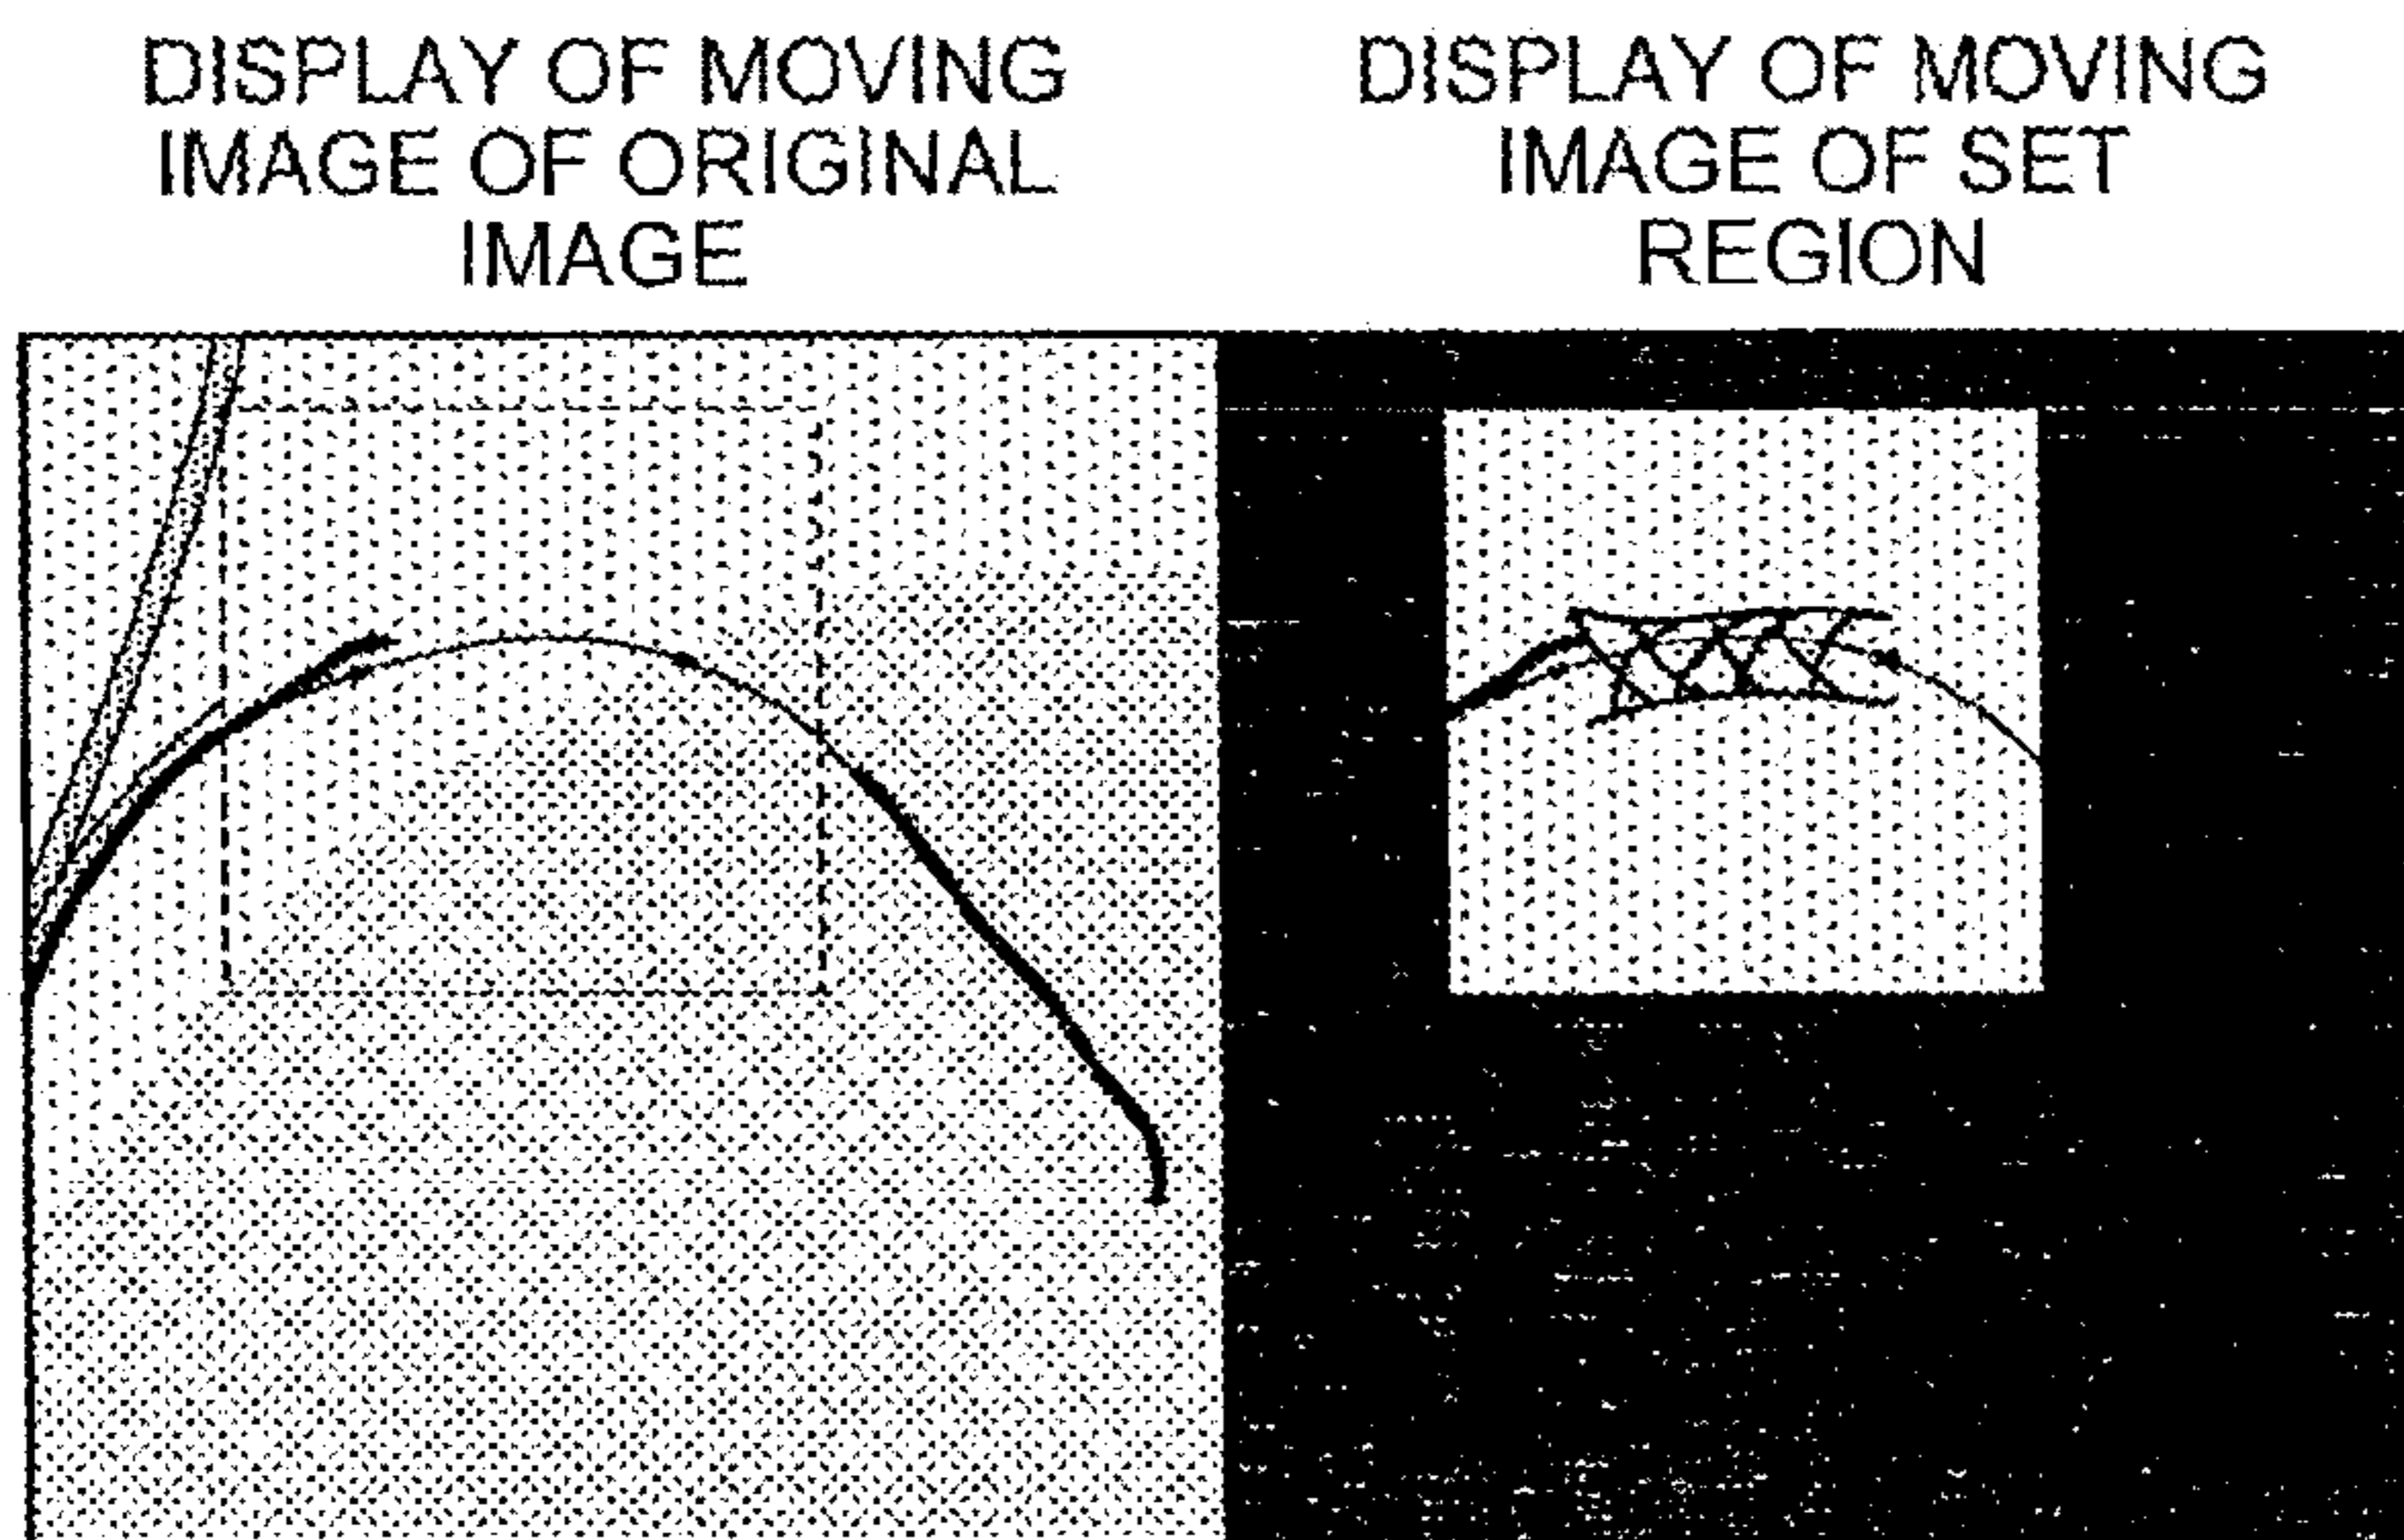 DISPLAY OF MOVING
IMAGE OF ORIGINAL
IMAGE
DISPLAY OF MOVING
IMAGE OF SET
REGION